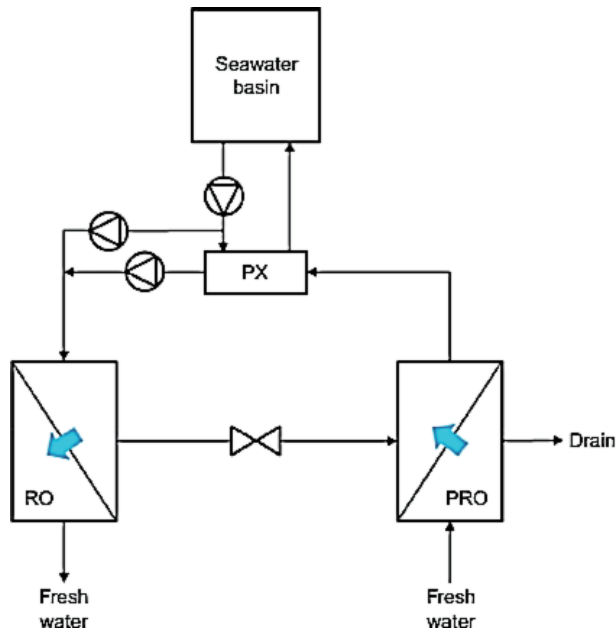 Seawater
basin
PX
RO
PRO
Drain
Fresh
water
Fresh
water